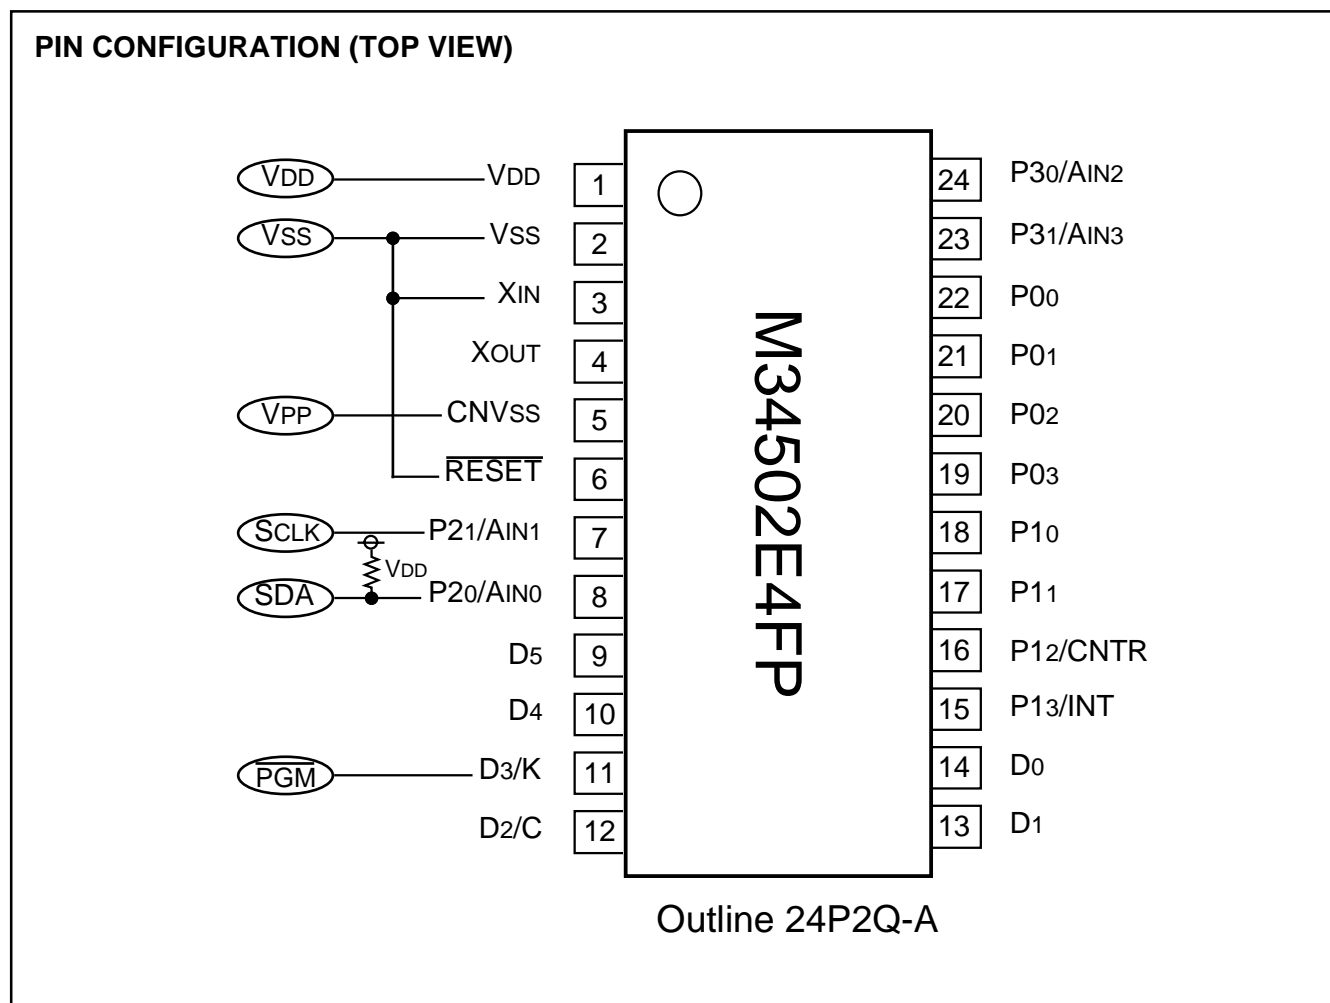 PIN CONFIGURATION (TOP VIEW)
VDD VDD 1 24 P30/AIN2
VSS VSS 2 23 P31/AIN3
XIN 3 22 P00
XOUT 4 21 P01
VPP CNVSS 5 20 P02
RESET 6 19 P03
SCLK P21/AIN1 7 18 P10
VDD
SDA P20/AIN0 8 17 P11
D5 9 16 P12/CNTR
D4 10 15 P13/INT
PGM D3/K 11 14 D0
D2/C 12 13 D1
M34502E4FP
Outline 24P2Q-A